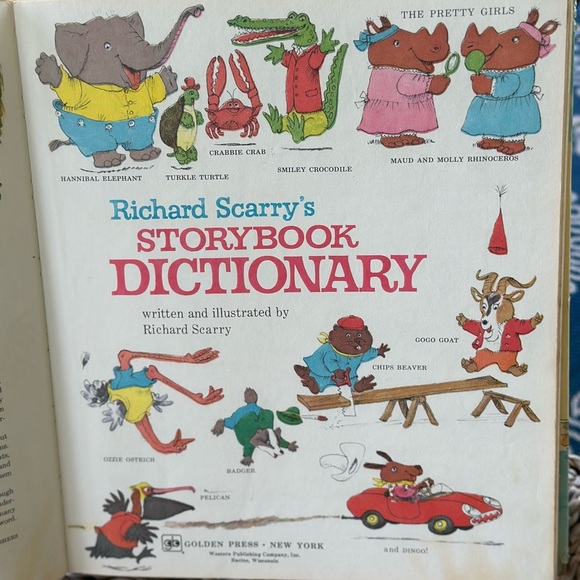 THE PRETTY GIRLS
CRABBIE CRAB
SMILEY CROCODILE
MAUD AND MOLLY RHINOCEROS
HANNIBAL ELEPHANT
TURKLE TURTLE
Richard Scarry's
STORYBOOK
DICTIONARY
written and illustrated by
Richard Scarry
GOGO GOAT
CHIPS BEAVER
OZZIE OSTRICH
BADGER
PELICAN
GOLDEN PRESS • NEW YORK
Western Publishing Company, Inc.
Racine, Wisconsin
and DINGO!